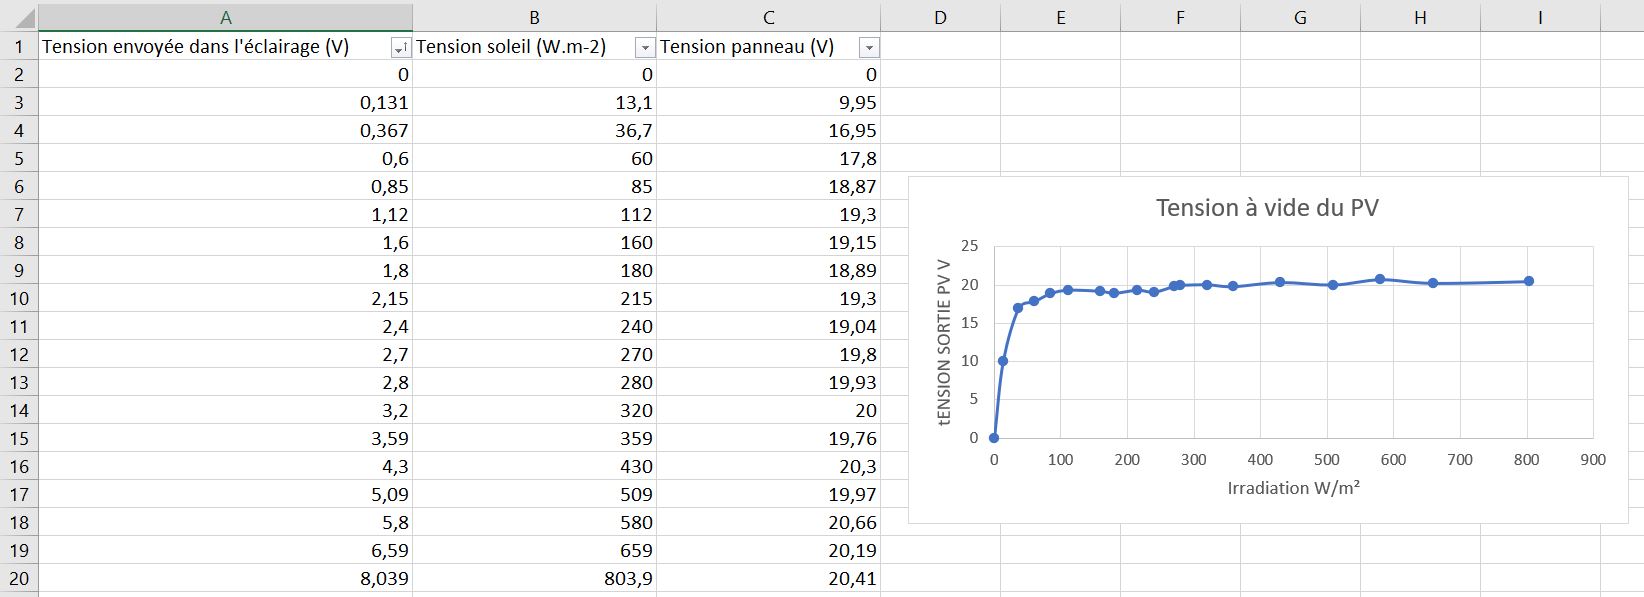 A B C D E F G H I
1 Tension envoyée dans l'éclairage (V) Tension soleil (W.m-2) Tension panneau (V)
2 0 0 0
3 0,131 13,1 9,95
4 0,367 36,7 16,95
5 0,6 60 17,8
6 0,85 85 18,87
7 1,12 112 19,3
8 1,6 160 19,15
9 1,8 180 18,89
10 2,15 215 19,3
11 2,4 240 19,04
12 2,7 270 19,8
13 2,8 280 19,93
14 3,2 320 20
15 3,59 359 19,76
16 4,3 430 20,3
17 5,09 509 19,97
18 5,8 580 20,66
19 6,59 659 20,19
20 8,039 803,9 20,41
Tension à vide du PV
tENSION SORTIE PV V
25
20
15
10
5
0
0 100 200 300 400 500 600 700 800 900
Irradiation W/m²